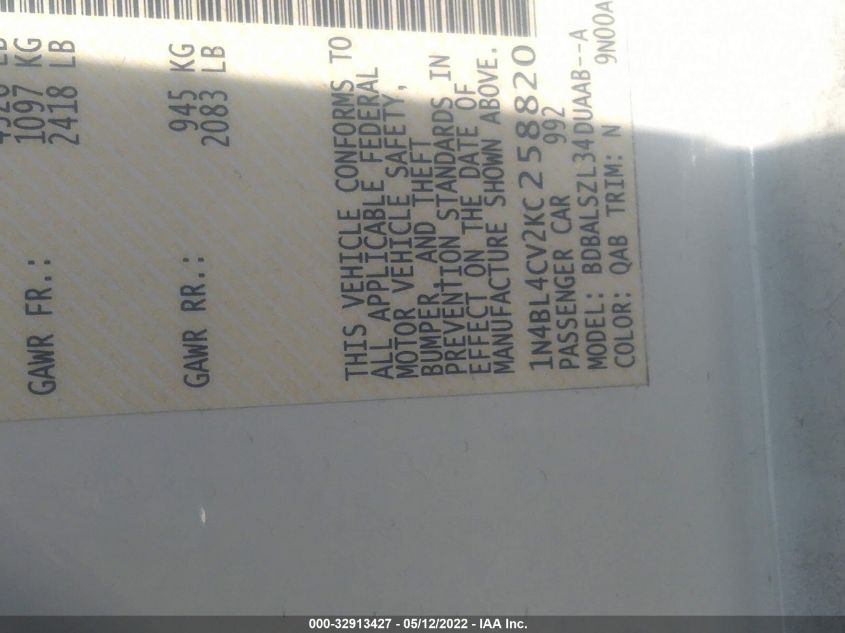 1097 KG
2418 LB
GAWR FR.:
945 KG
2083 LB
GAWR RR.:
THIS VEHICLE CONFORMS TO
ALL APPLICABLE FEDERAL
MOTOR VEHICLE SAFETY,
BUMPER, AND THEFT
PREVENTION STANDARDS IN
EFFECT ON THE DATE OF
MANUFACTURE SHOWN ABOVE.
1N4BL4CV2KC258820
PASSENGER CAR 992
MODEL: BDBALSZL34DUAAB--A
COLOR: QAB TRIM: N 9N00A
000-32913427 - 05/12/2022 - IAA Inc.